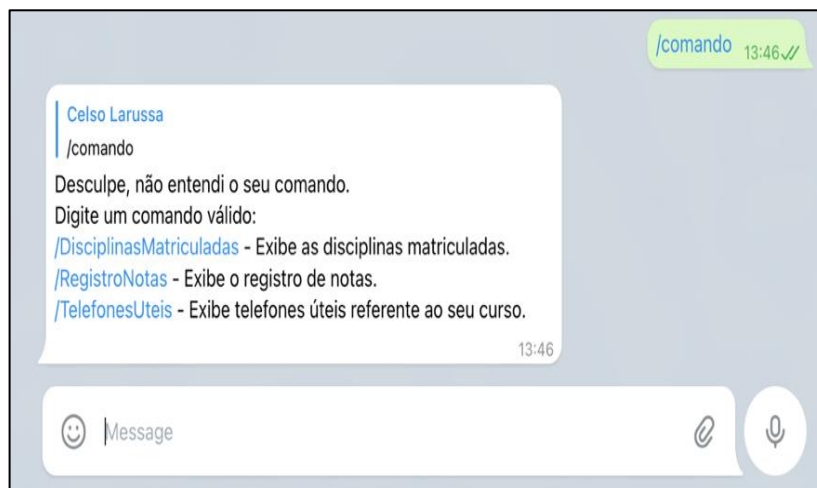 /comando 13:46
Celso Larussa
/comando
Desculpe, não entendi o seu comando.
Digite um comando válido:
/DisciplinasMatriculadas - Exibe as disciplinas matriculadas.
/RegistroNotas - Exibe o registro de notas.
/TelefonesUteis - Exibe telefones úteis referente ao seu curso.
13:46
Message